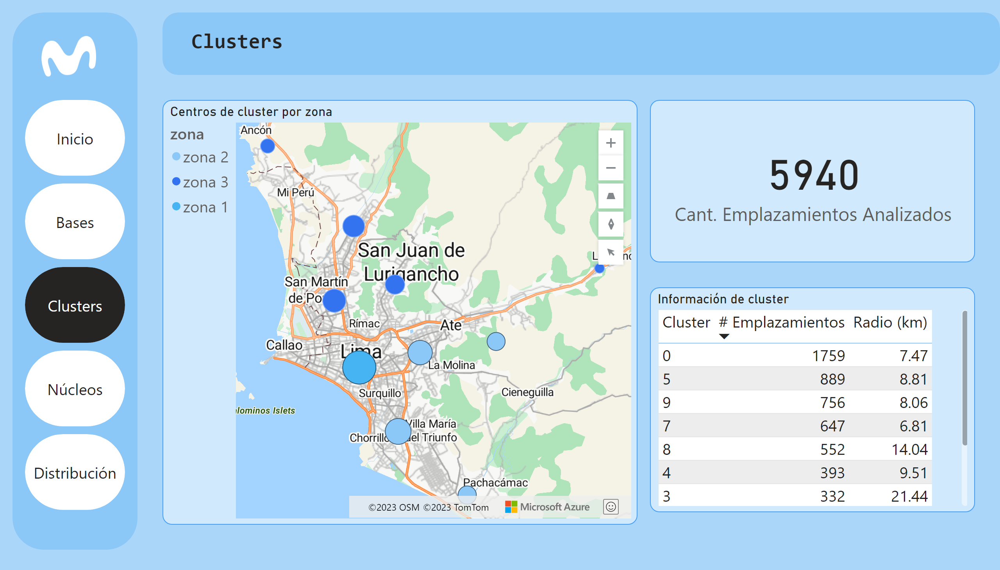 Clusters
Inicio
Bases
Clusters
Núcleos
Distribución
Centros de cluster por zona
zona
zona 2
zona 3
zona 1
Ancón
Mi Perú
San Juan de
Lurigancho
San Martín
de Po
Rímac
Ate
Callao
Lima
La Molina
Surquillo
Cieneguilla
alominos Islets
Villa María
Chorrillo
del Triunfo
Pachacámac
©2023 OSM ©2023 TomTom
Microsoft Azure
5940
Cant. Emplazamientos Analizados
Información de cluster
Cluster # Emplazamientos Radio (km)
0 1759 7.47
5 889 8.81
9 756 8.06
7 647 6.81
8 552 14.04
4 393 9.51
3 332 21.44